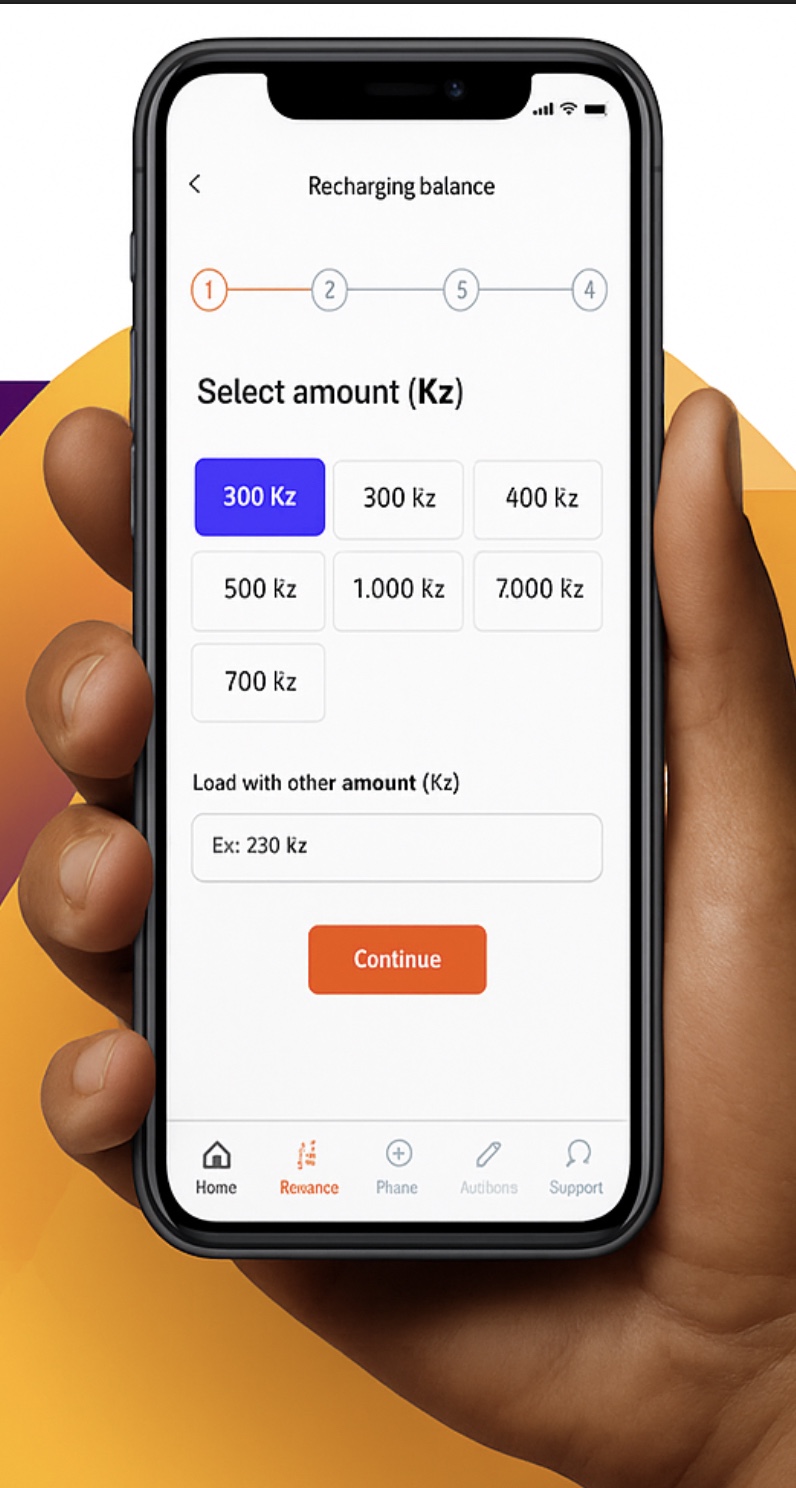 Recharging balance
1 2 5 4
Select amount (Kz)
300 Kz 300 kz 400 kz
500 kz 1.000 kz 7.000 kz
700 kz
Load with other amount (Kz)
Ex: 230 kz
Continue
Home Rewance Phane Autibons Support